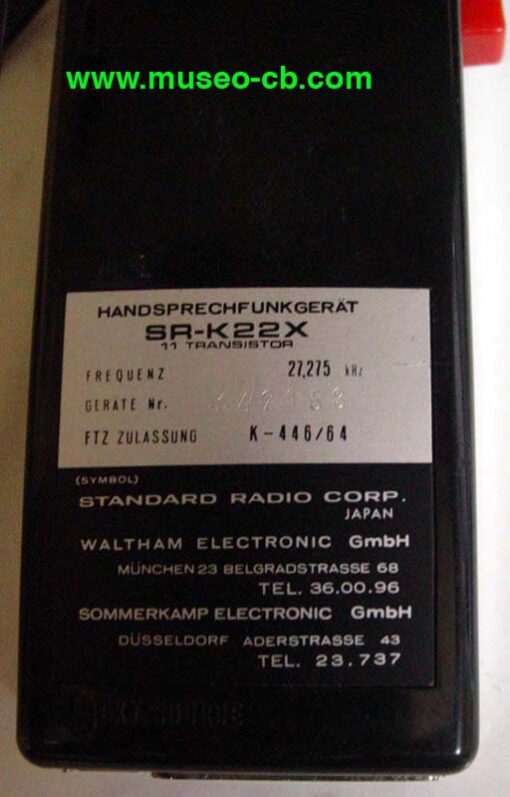 www.museo-cb.com
HANDSPRECHFUNKGERÄT
SR-K22X
11 TRANSISTOR
FREQUENZ 27,275 kHz
GERÄTE Nr.
FTZ ZULASSUNG K-446/64
(SYMBOL)
STANDARD RADIO CORP.
JAPAN
WALTHAM ELECTRONIC GmbH
MÜNCHEN 23 BELGRADSTRASSE 68
TEL. 36.00.96
SOMMERKAMP ELECTRONIC GmbH
DÜSSELDORF ADERSTRASSE 43
TEL. 23.737